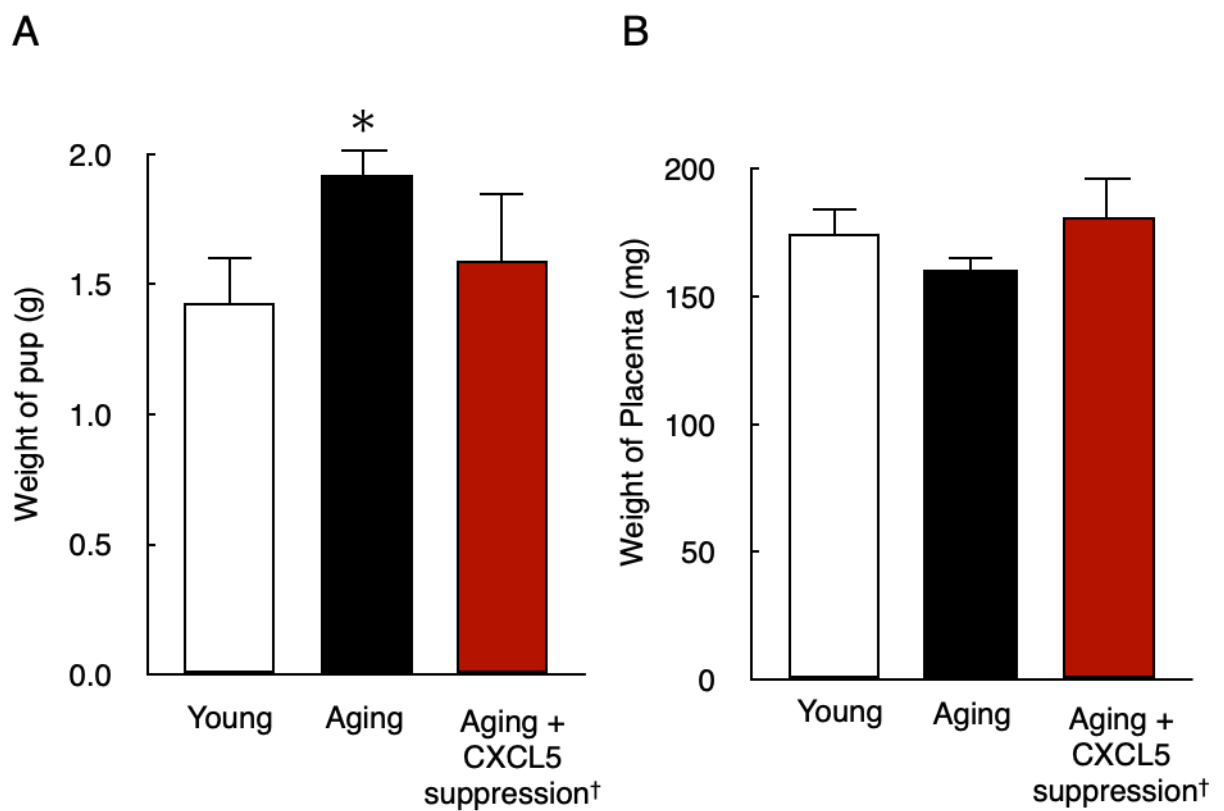 A
*
Weight of pup (g)
2.0
1.5
1.0
0.5
0.0
Young
Aging
Aging +
CXCL5
suppression†
B
Weight of Placenta (mg)
200
150
100
50
0
Young
Aging
Aging +
CXCL5
suppression†